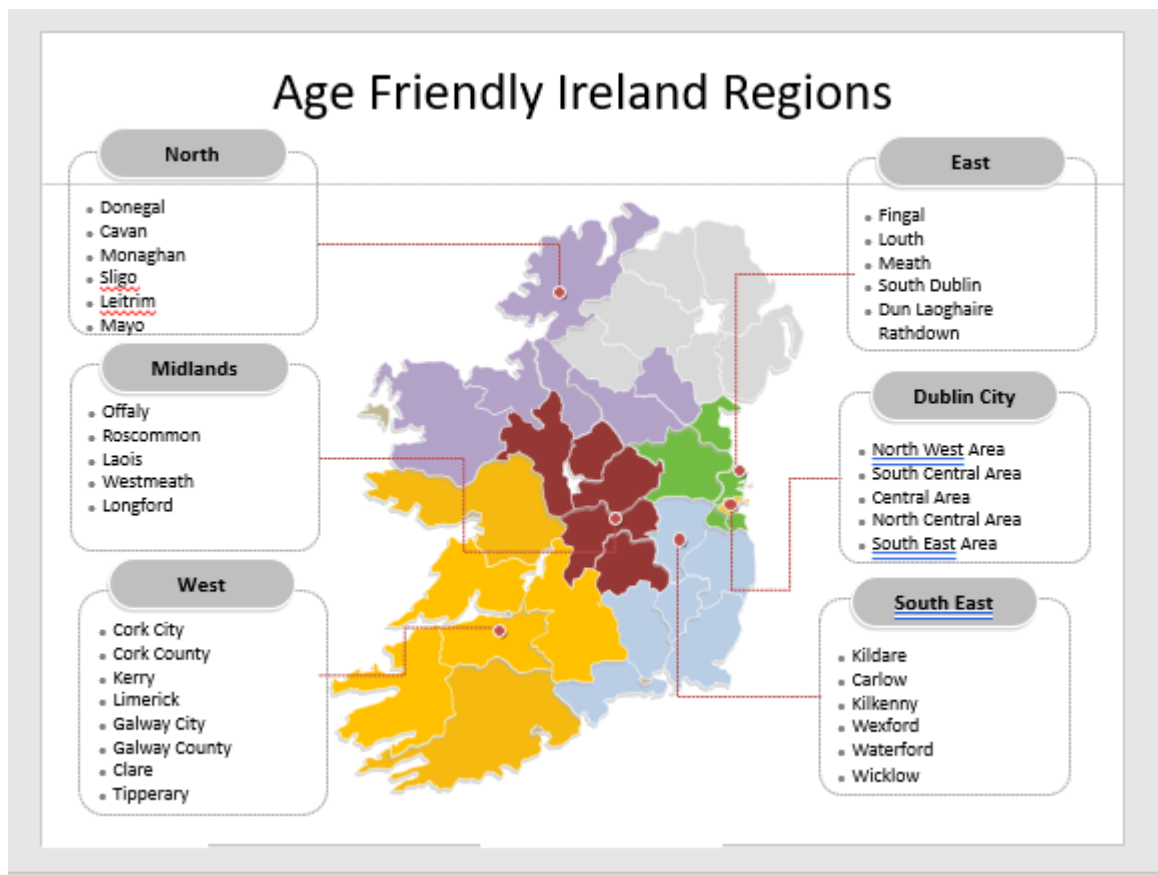 Age Friendly Ireland Regions
North
Donegal
Cavan
Monaghan
Sligo
Leitrim
Mayo
Midlands
Offaly
Roscommon
Laois
Westmeath
Longford
West
Cork City
Cork County
Kerry
Limerick
Galway City
Galway County
Clare
Tipperary
East
Fingal
Louth
Meath
South Dublin
Dun Laoghaire
Rathdown
Dublin City
North West Area
South Central Area
Central Area
North Central Area
South East Area
South East
Kildare
Carlow
Kilkenny
Wexford
Waterford
Wicklow